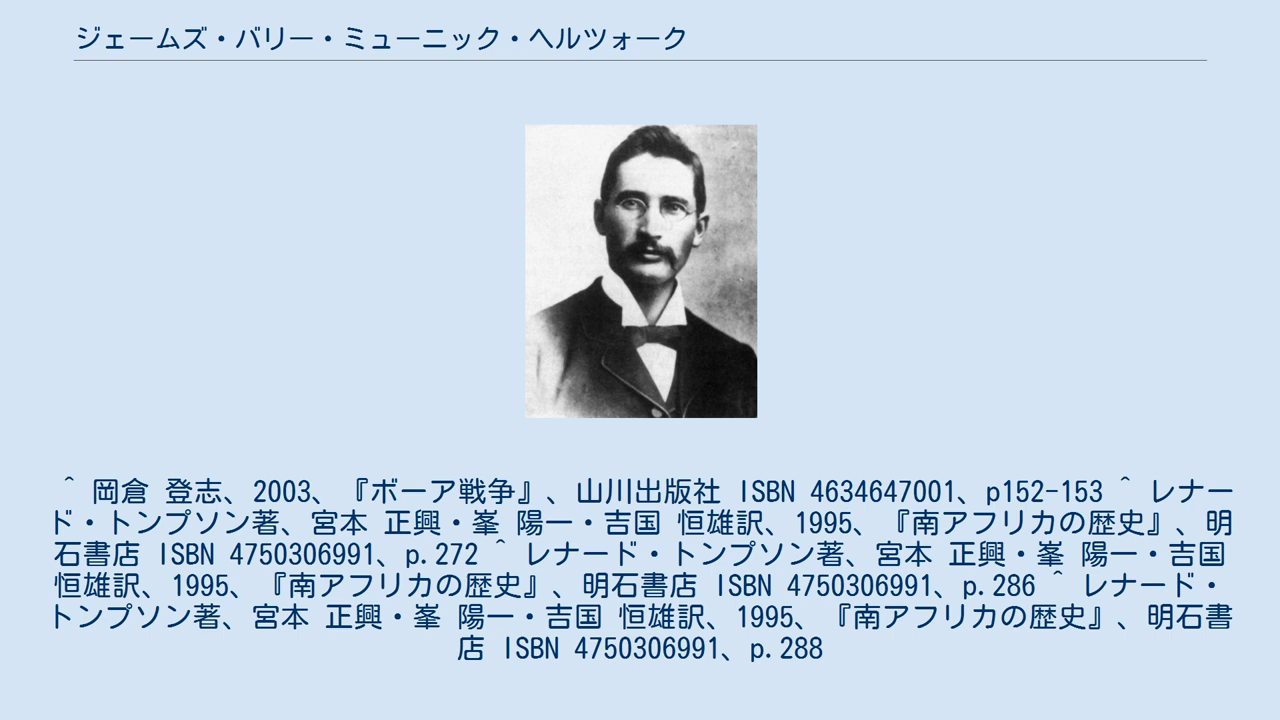 ジェームズ・バリー・ミューニック・ヘルツォーク
^ 岡倉 登志、2003、『ボーア戦争』、山川出版社 ISBN 4634647001、p152-153 ^ レナー
ド・トンプソン著、宮本 正興・峯 陽一・吉国 恒雄訳、1995、『南アフリカの歴史』、明
石書店 ISBN 4750306991、p.272 ^ レナード・トンプソン著、宮本 正興・峯 陽一・吉国
恒雄訳、1995、『南アフリカの歴史』、明石書店 ISBN 4750306991、p.286 ^ レナード・
トンプソン著、宮本 正興・峯 陽一・吉国 恒雄訳、1995、『南アフリカの歴史』、明石書
店 ISBN 4750306991、p.288